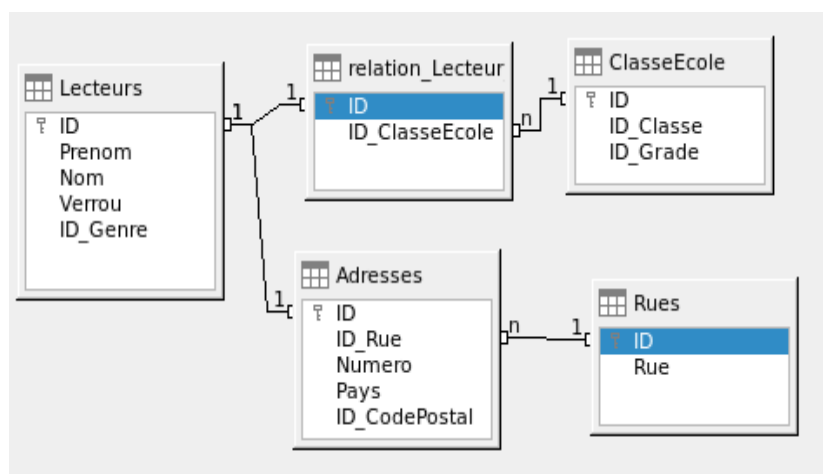 Lecteurs
ID
Prenom
Nom
Verrou
ID_Genre
1
1
relation_Lecteur
ID
ID_ClasseEcole
n
1
ClasseEcole
ID
ID_Classe
ID_Grade
1
Adresses
ID
ID_Rue
Numero
Pays
ID_CodePostal
n
1
Rues
ID
Rue